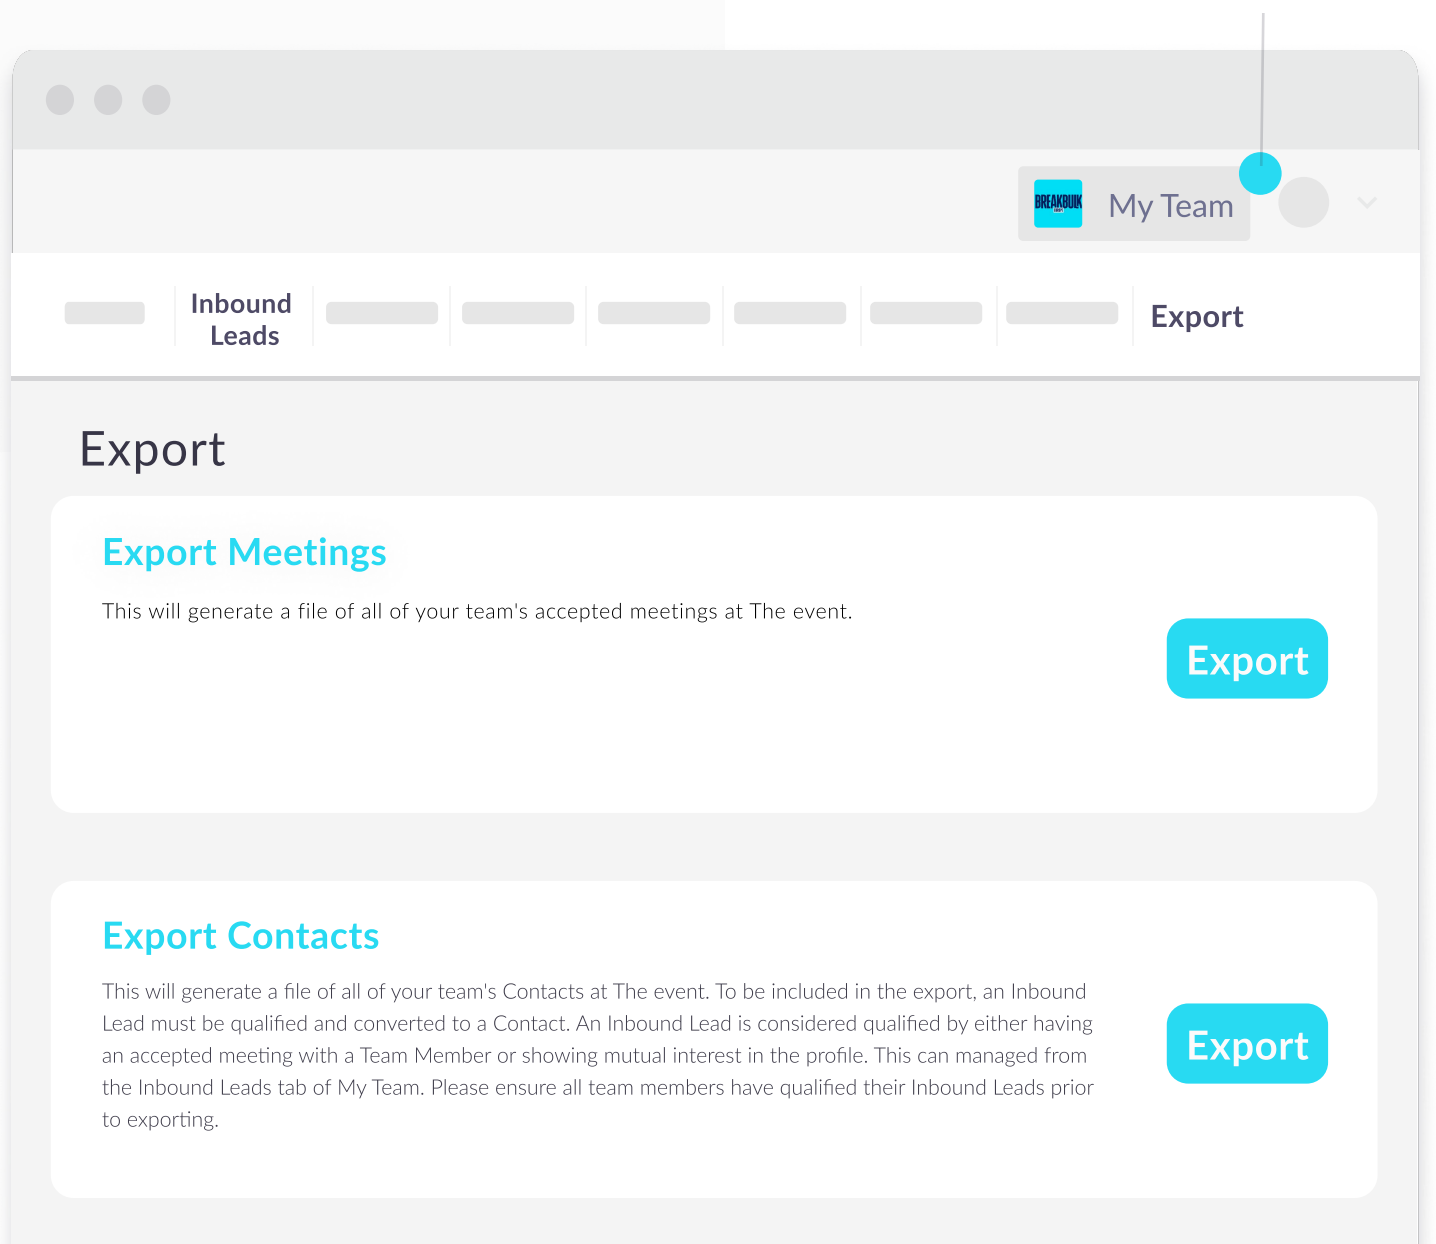 BREAKBULK
My Team
Inbound
Leads
Export
Export
Export Meetings
This will generate a file of all of your team's accepted meetings at The event.
Export
Export Contacts
This will generate a file of all of your team's Contacts at The event. To be included in the export, an Inbound
Lead must be qualified and converted to a Contact. An Inbound Lead is considered qualified by either having
an accepted meeting with a Team Member or showing mutual interest in the profile. This can managed from
the Inbound Leads tab of My Team. Please ensure all team members have qualified their Inbound Leads prior
to exporting.
Export